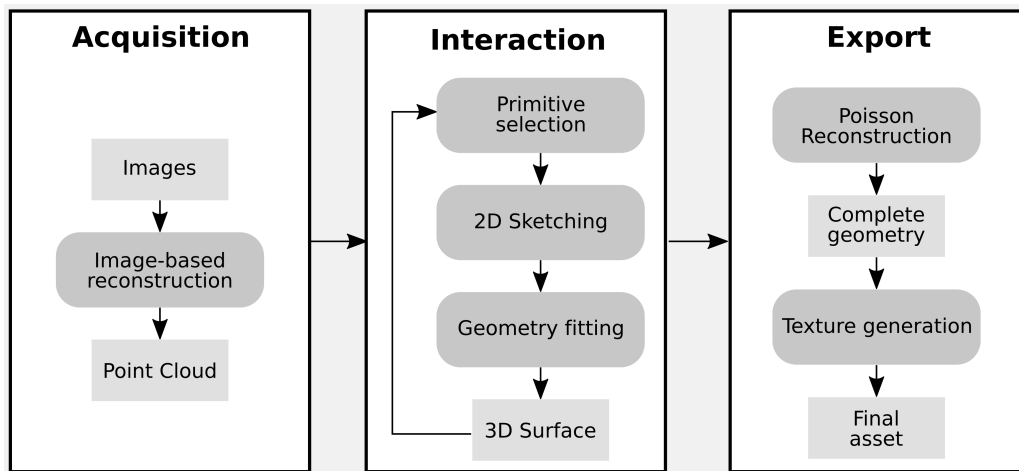 Acquisition
Images
Image-based
reconstruction
Point Cloud
Interaction
Primitive
selection
2D Sketching
Geometry fitting
3D Surface
Export
Poisson
Reconstruction
Complete
geometry
Texture generation
Final
asset